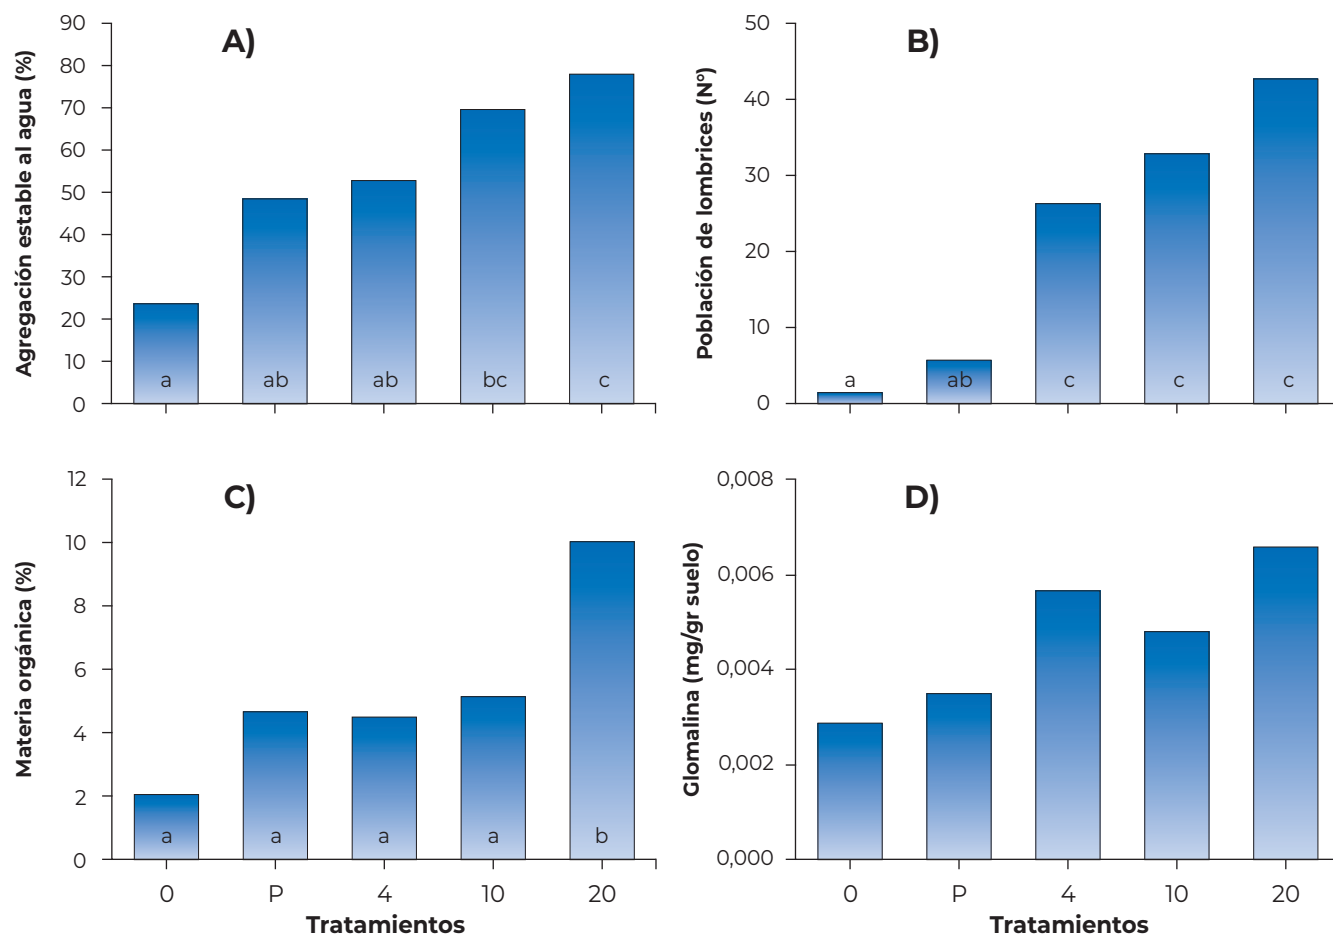 A)
Agregación estable al agua (%)
90
80
70
60
50
40
30
20
10
0
a
ab
ab
bc
c
B)
Población de lombrices (N°)
50
40
30
20
10
0
a
ab
c
c
c
C)
Materia orgánica (%)
12
10
8
6
4
2
0
a
a
a
a
b
0 P 4 10 20
Tratamientos
D)
Glomalina (mg/gr suelo)
0,008
0,006
0,004
0,002
0,000
0 P 4 10 20
Tratamientos